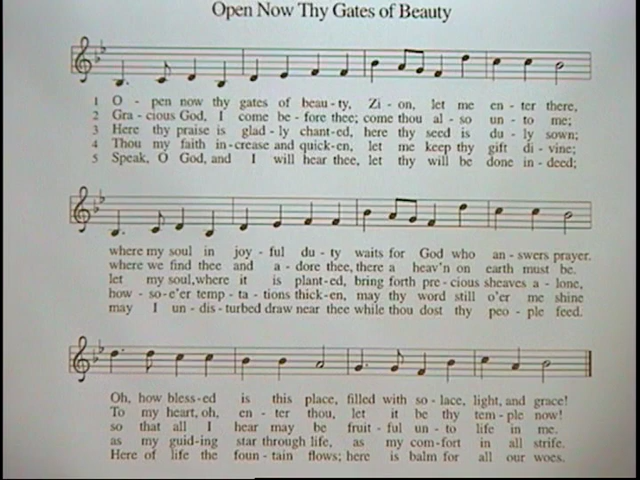 Open Now Thy Gates of Beauty
1 O - pen now thy gates of beau - ty, Zi - on, let me en - ter there,
2 Gra - cious God, I come be - fore thee; come thou al - so un - to me;
3 Here thy praise is glad - ly chant - ed, here thy seed is du - ly sown;
4 Thou my faith in - crease and quick - en, let me keep thy gift di - vine;
5 Speak, O God, and I will hear thee, let thy will be done in - deed;
where my soul in joy - ful du - ty waits for God who an - swers prayer.
where we find thee and a - dore thee, there a heav'n on earth must be.
let my soul, where it is plant - ed, bring forth pre - cious sheaves a - lone,
how - so - e'er temp - ta - tions thick - en, may thy word still o'er me shine
may I un - dis - turbed draw near thee while thou dost thy peo - ple feed.
Oh, how bless - ed is this place, filled with so - lace, light, and grace!
To my heart, oh, en - ter thou, let it be thy tem - ple now!
so that all I hear may be fruit - ful un - to life in me.
as my guid - ing star through life, as my com - fort in all strife.
Here of life the foun - tain flows; here is balm for all our woes.